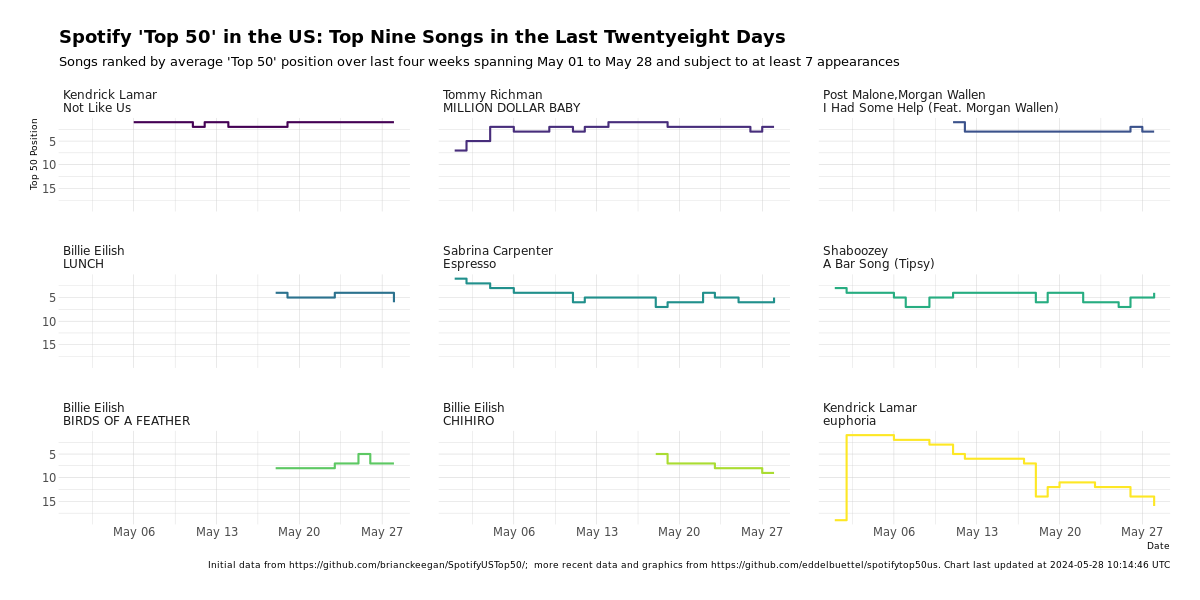 Spotify 'Top 50' in the US: Top Nine Songs in the Last Twentyeight Days
Songs ranked by average 'Top 50' position over last four weeks spanning May 01 to May 28 and subject to at least 7 appearances
Kendrick Lamar
Not Like Us
Tommy Richman
MILLION DOLLAR BABY
Post Malone,Morgan Wallen
I Had Some Help (Feat. Morgan Wallen)
Top 50 Position
5
10
15
Billie Eilish
LUNCH
Sabrina Carpenter
Espresso
Shaboozey
A Bar Song (Tipsy)
5
10
15
Billie Eilish
BIRDS OF A FEATHER
Billie Eilish
CHIHIRO
Kendrick Lamar
euphoria
5
10
15
May 06 May 13 May 20 May 27 May 06 May 13 May 20 May 27 May 06 May 13 May 20 May 27
Date
Initial data from https://github.com/brianckeegan/SpotifyUSTop50/;  more recent data and graphics from https://github.com/eddelbuettel/spotifytop50us. Chart last updated at 2024-05-28 10:14:46 UTC